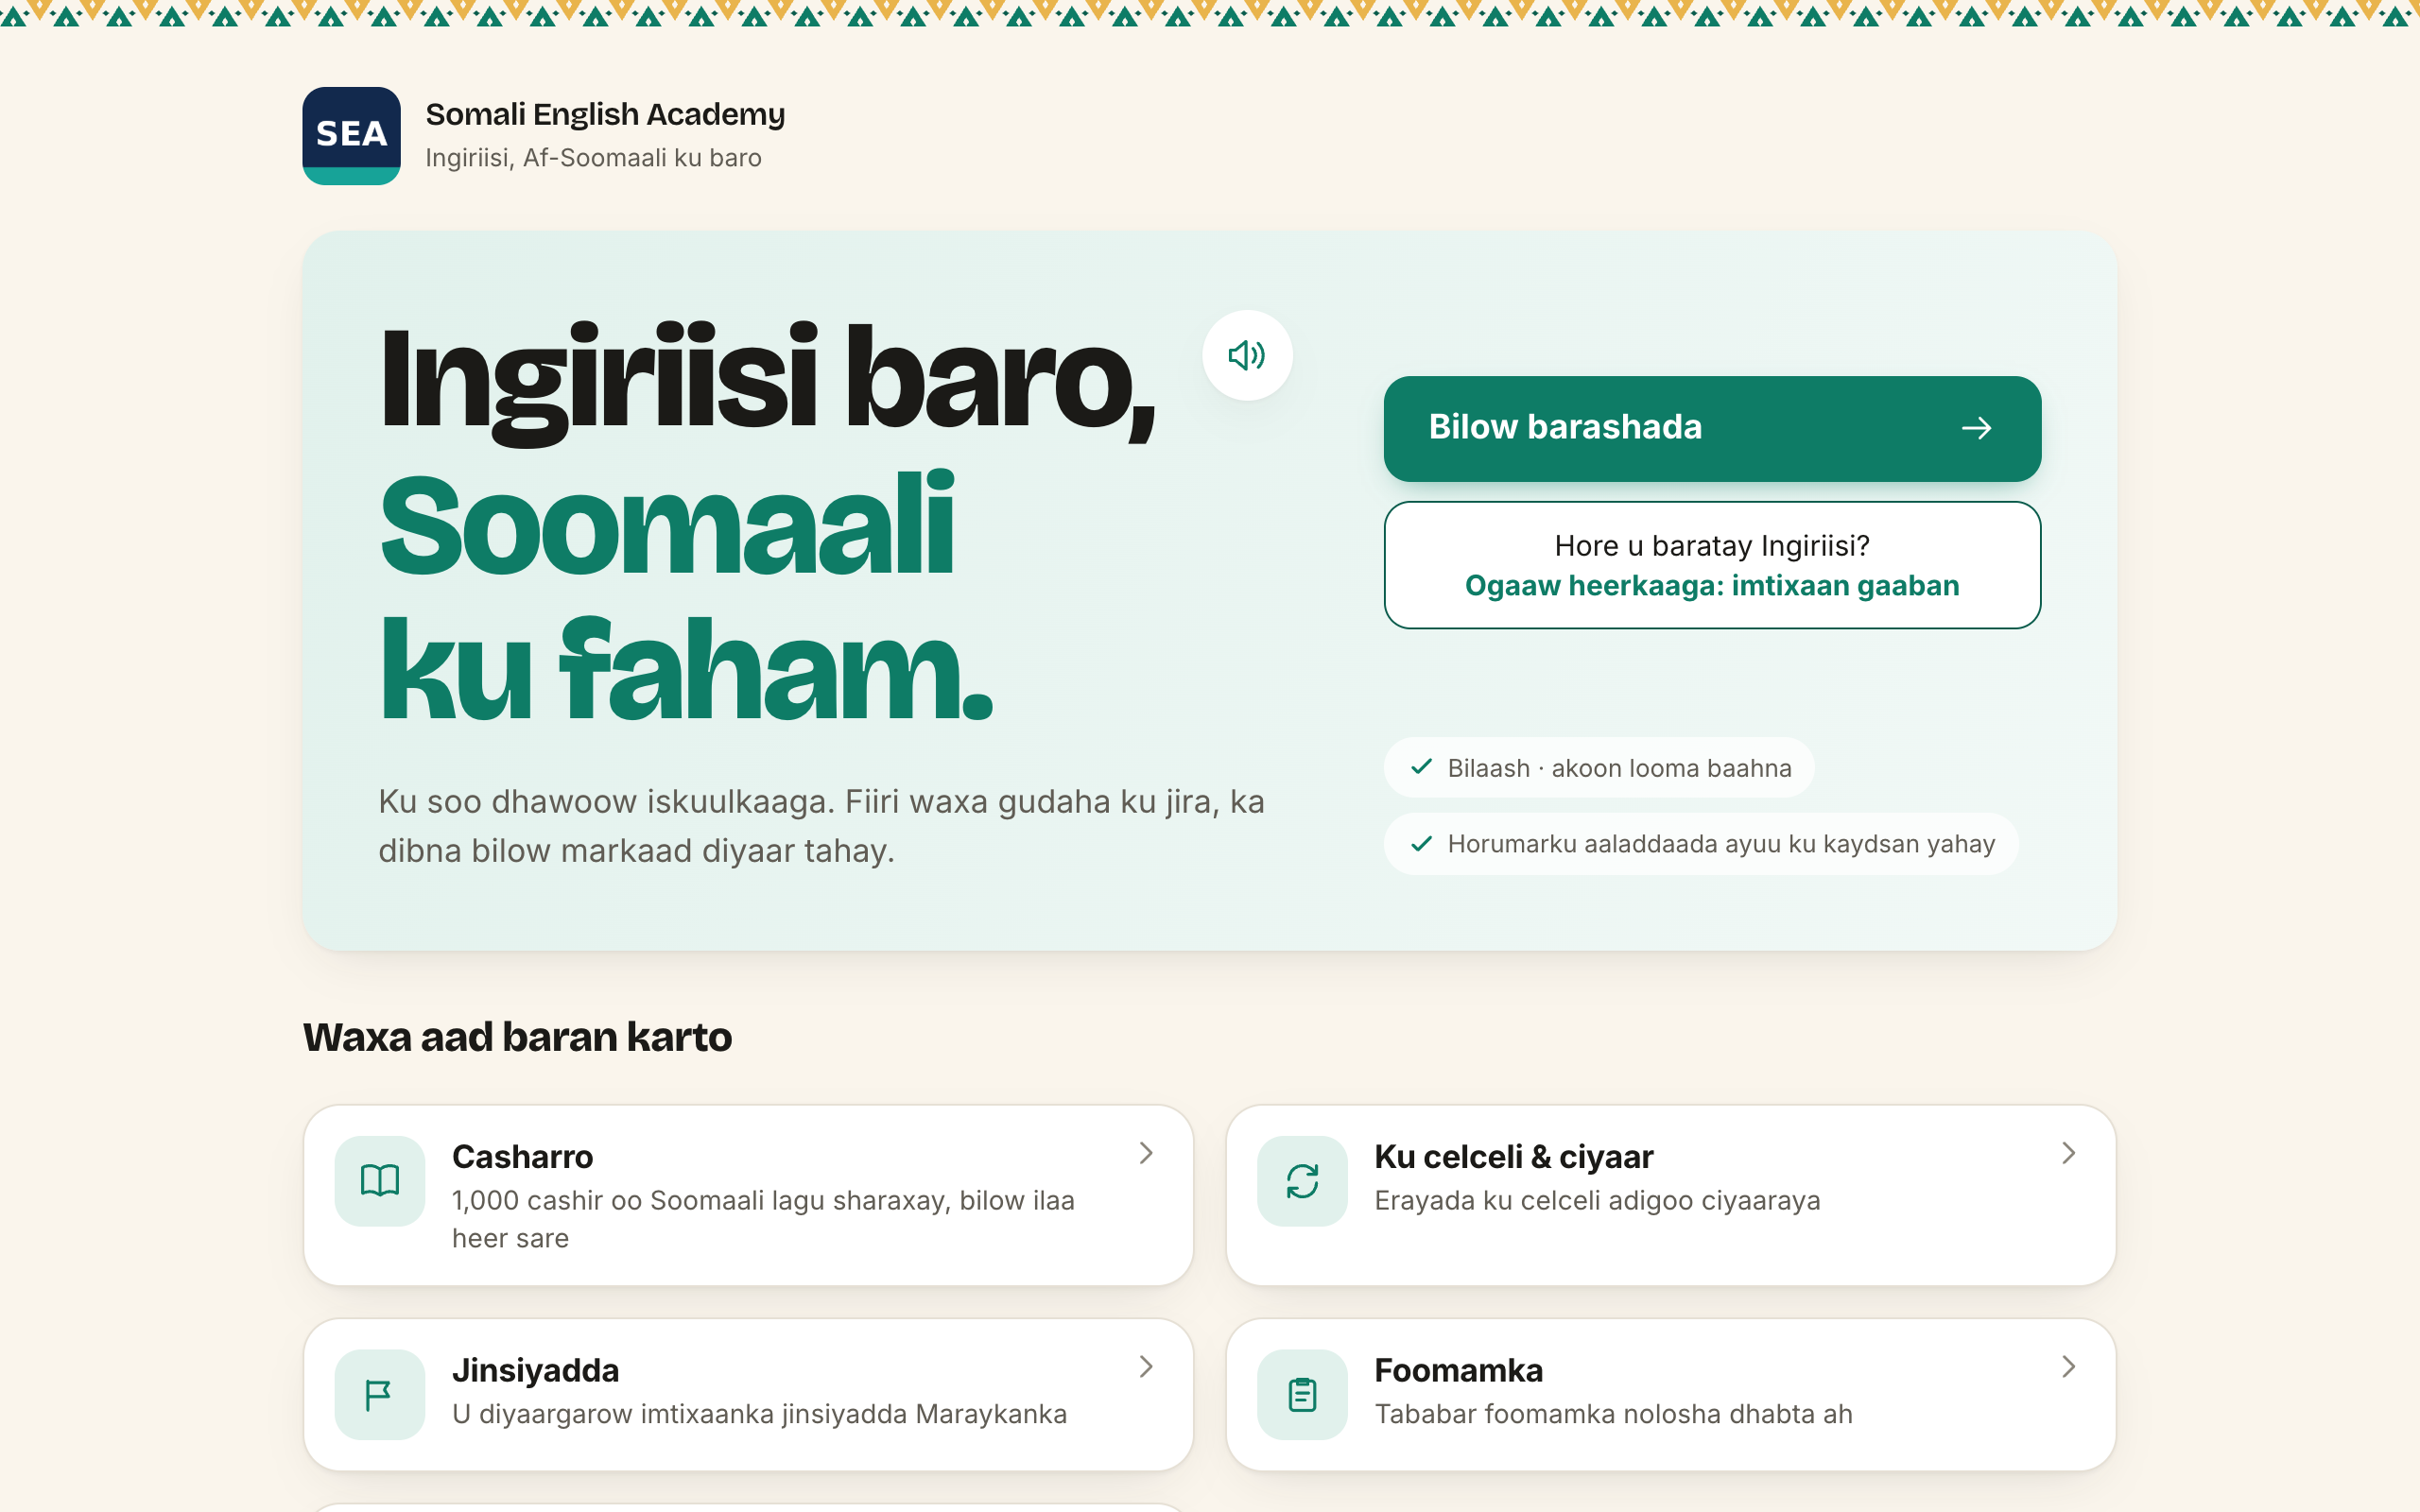 SEA
Somali English Academy
Ingiriisi, Af-Soomaali ku baro
Ingiriisi baro,
Soomaali
ku faham.
Ku soo dhawoow iskuulkaaga. Fiiri waxa gudaha ku jira, ka
dibna bilow markaad diyaar tahay.
Bilow barashada
Hore u baratay Ingiriisi?
Ogaaw heerkaaga: imtixaan gaaban
Bilaash · akoon looma baahna
Horumarku aaladdaada ayuu ku kaydsan yahay
Waxa aad baran karto
Casharro
1,000 cashir oo Soomaali lagu sharaxay, bilow ilaa
heer sare
Ku celceli & ciyaar
Erayada ku celceli adigoo ciyaaraya
Jinsiyadda
U diyaargarow imtixaanka jinsiyadda Maraykanka
Foomamka
Tababar foomamka nolosha dhabta ah